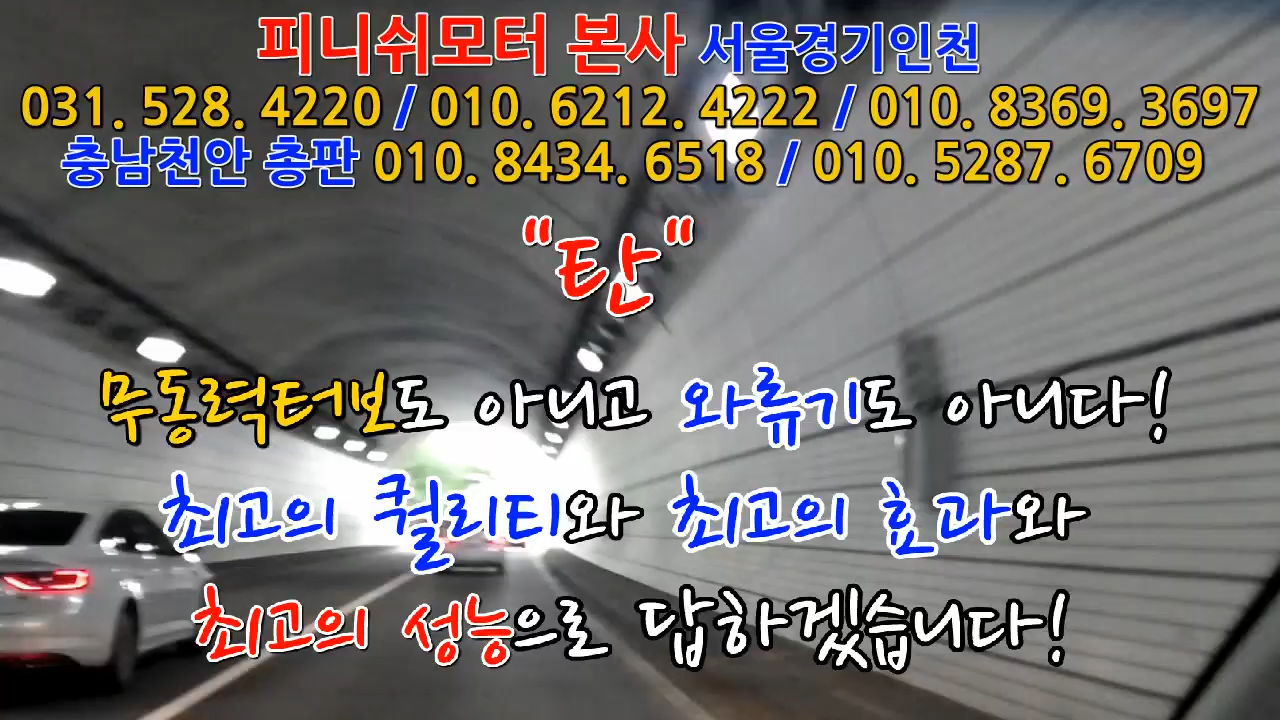 피니쉬모터 본사 서울경기인천
031. 528. 4220 / 010. 6212. 4222 / 010. 8369. 3697
충남천안 총판 010. 8434. 6518 / 010. 5287. 6709
"탄"
무동력터보도 아니고 와류기도 아니다!
최고의 퀄리티와 최고의 효과와
최고의 성능으로 답하겠습니다!